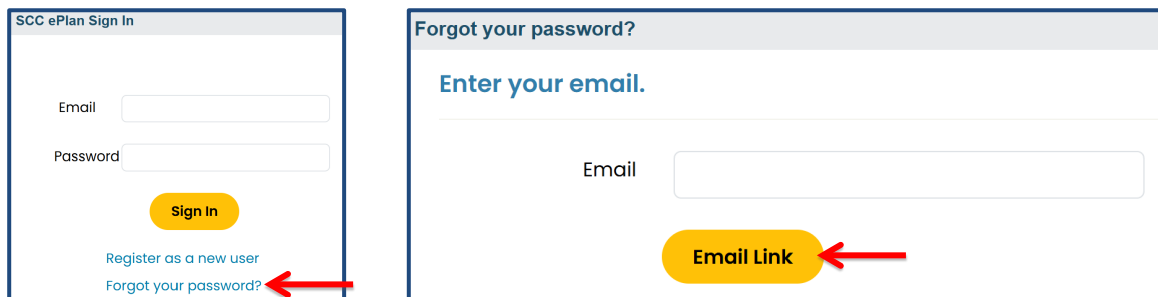 SCC ePlan Sign In
Email
Password
Sign In
Register as a new user
Forgot your password?
Forgot your password?
Enter your email.
Email
Email Link